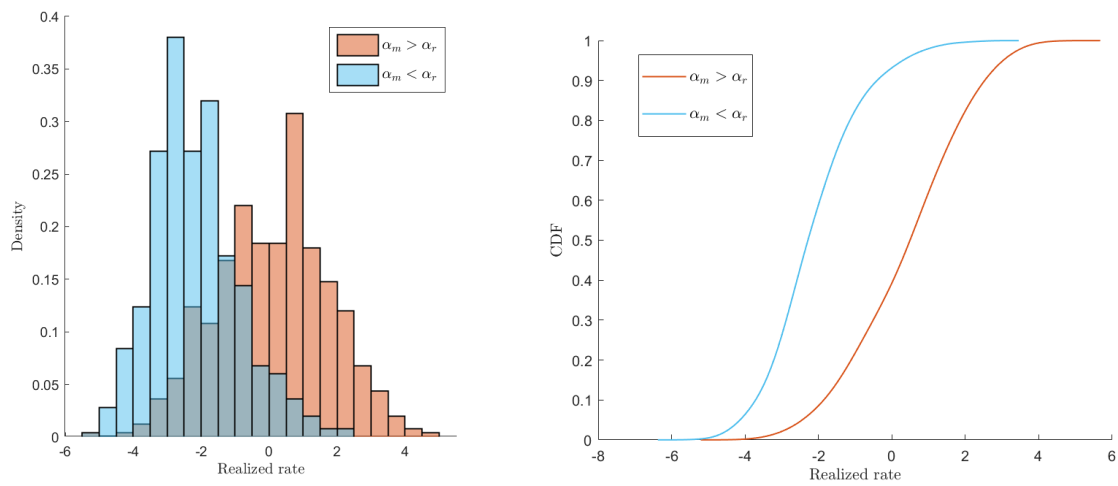 0.4
0.35
0.3
0.25
0.2
0.15
0.1
0.05
0
-6 -4 -2 0 2 4
Density
Realized rate
α_m > α_r
α_m < α_r
1
0.9
0.8
0.7
0.6
0.5
0.4
0.3
0.2
0.1
0
-8 -6 -4 -2 0 2 4 6
CDF
Realized rate
α_m > α_r
α_m < α_r